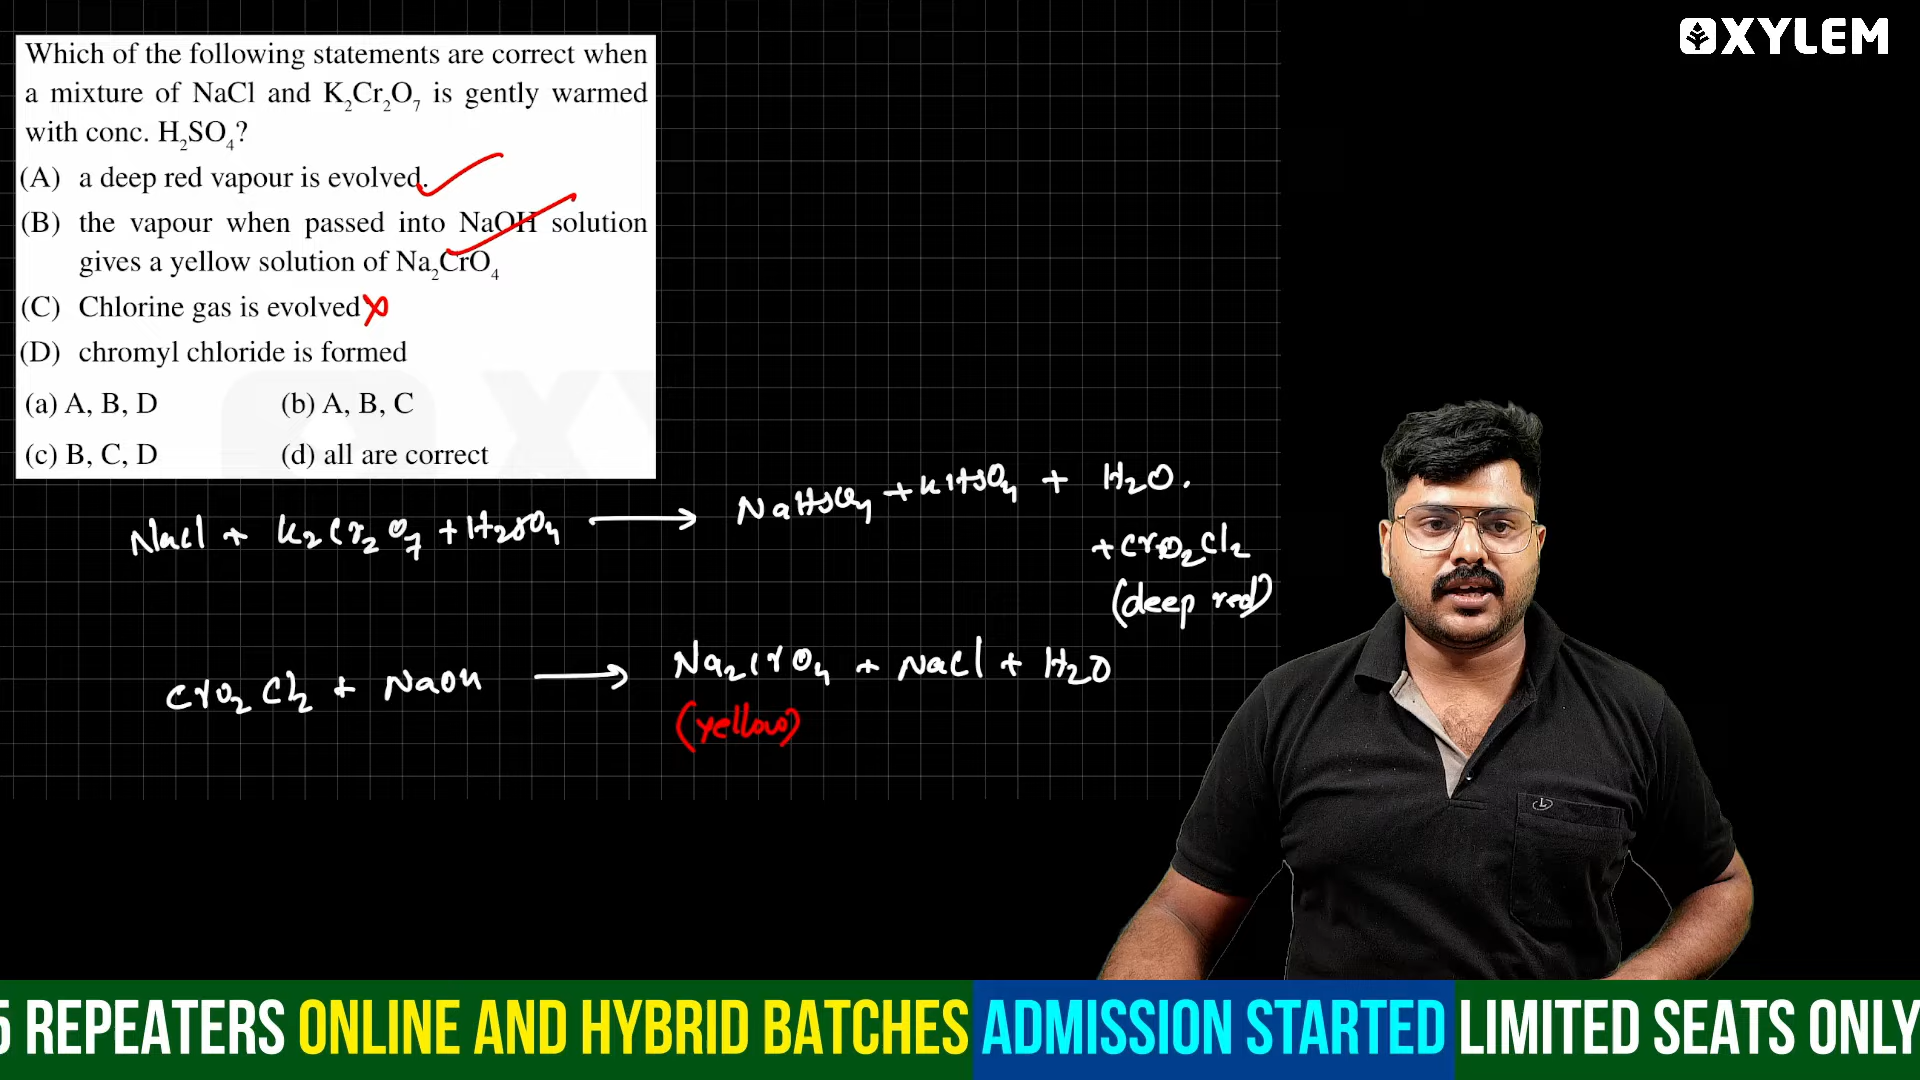 XYLEM
Which of the following statements are correct when
a mixture of NaCl and K₂Cr₂O₇ is gently warmed
with conc. H₂SO₄?
(A) a deep red vapour is evolved.
(B) the vapour when passed into NaOH solution
gives a yellow solution of Na₂CrO₄
(C) Chlorine gas is evolved
(D) chromyl chloride is formed
(a) A, B, D (b) A, B, C
(c) B, C, D (d) all are correct
NaCl + K₂Cr₂O₇ + H₂SO₄ → NaHSO₄ + KHSO₄ + H₂O.
+ CrO₂Cl₂
(deep red)
CrO₂Cl₂ + NaOH → Na₂CrO₄ + NaCl + H₂O
(yellow)
5 REPEATERS ONLINE AND HYBRID BATCHES ADMISSION STARTED LIMITED SEATS ONLY